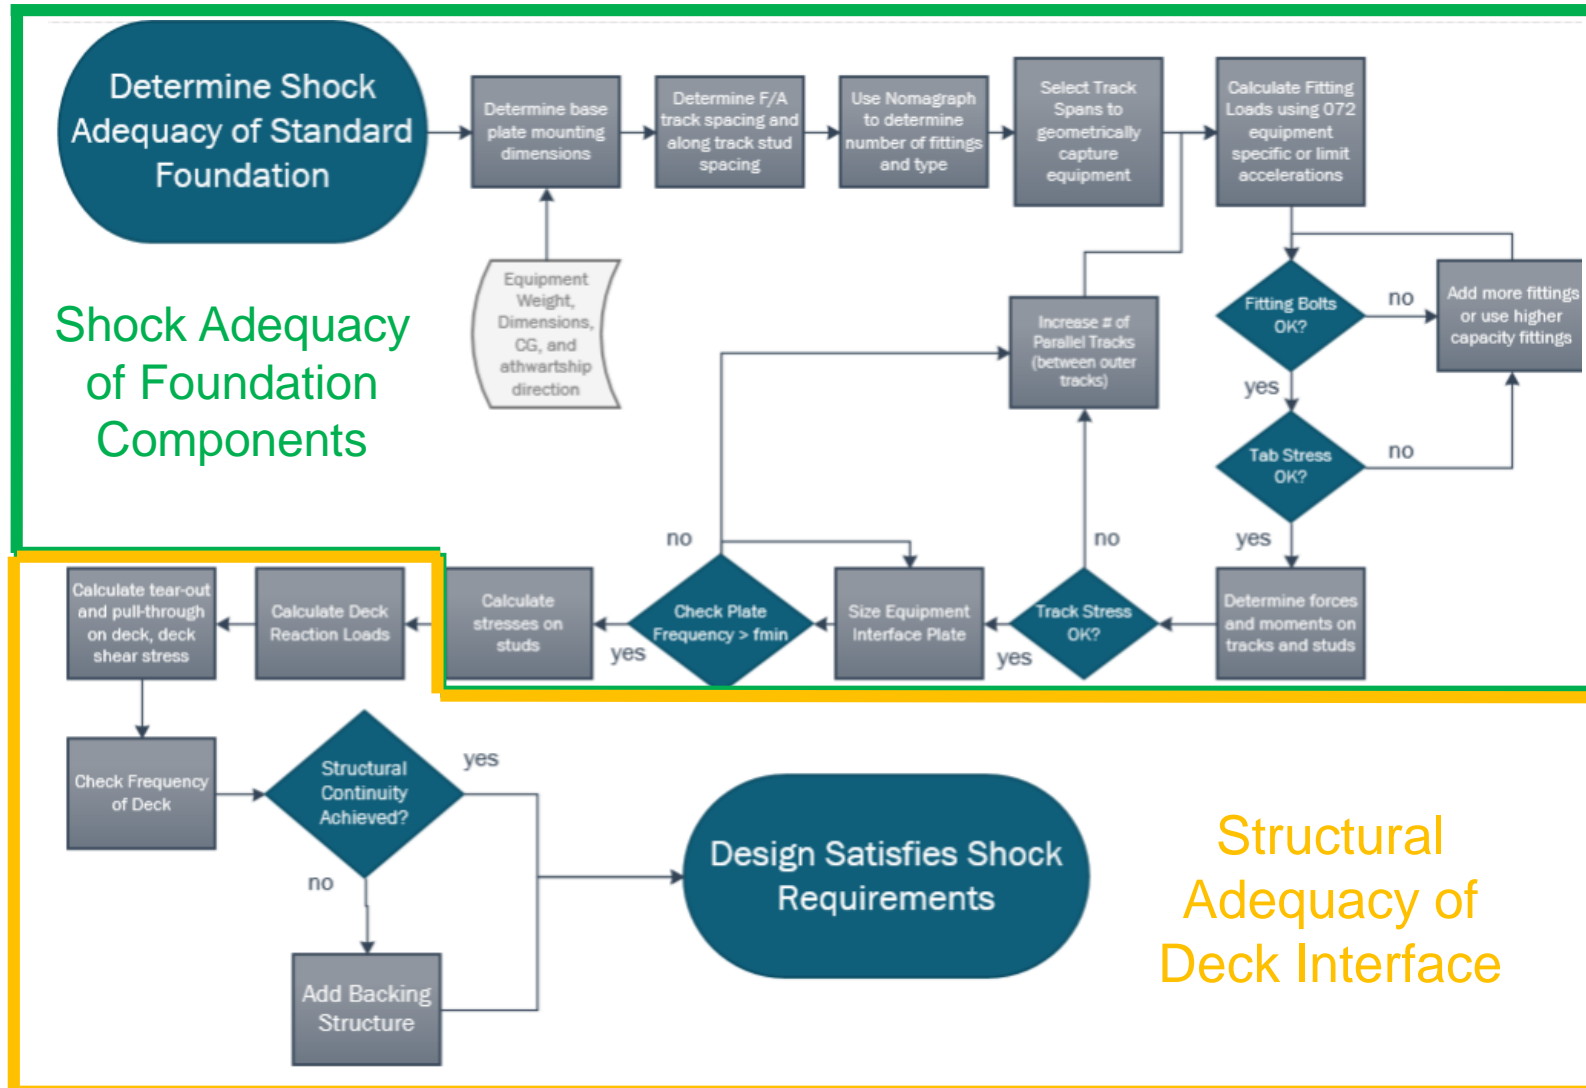 Determine Shock
Adequacy of Standard
Foundation
Determine base
plate mounting
dimensions
Determine F/A
track spacing and
along track stud
spacing
Use Nomagraph
to determine
number of fittings
and type
Select Track
Spans to
geometrically
capture
equipment
Calculate Fitting
Loads using 072
equipment
specific or limit
accelerations
Equipment
Weight,
Dimensions,
CG, and
athwartship
direction
Shock Adequacy
of Foundation
Components
Increase # of
Parallel Tracks
(between outer
tracks)
Fitting Bolts
OK?
no
Add more fittings
or use higher
capacity fittings
yes
Tab Stress
OK?
no
yes
no
no
Calculate tear-out
and pull-through
on deck, deck
shear stress
Calculate Deck
Reaction Loads
Calculate
stresses on
studs
yes
Check Plate
Frequency > fmin
Size Equipment
Interface Plate
yes
Track Stress
OK?
Determine forces
and moments on
tracks and studs
Check Frequency
of Deck
Structural
Continuity
Achieved?
yes
no
Add Backing
Structure
Design Satisfies Shock
Requirements
Structural
Adequacy of
Deck Interface